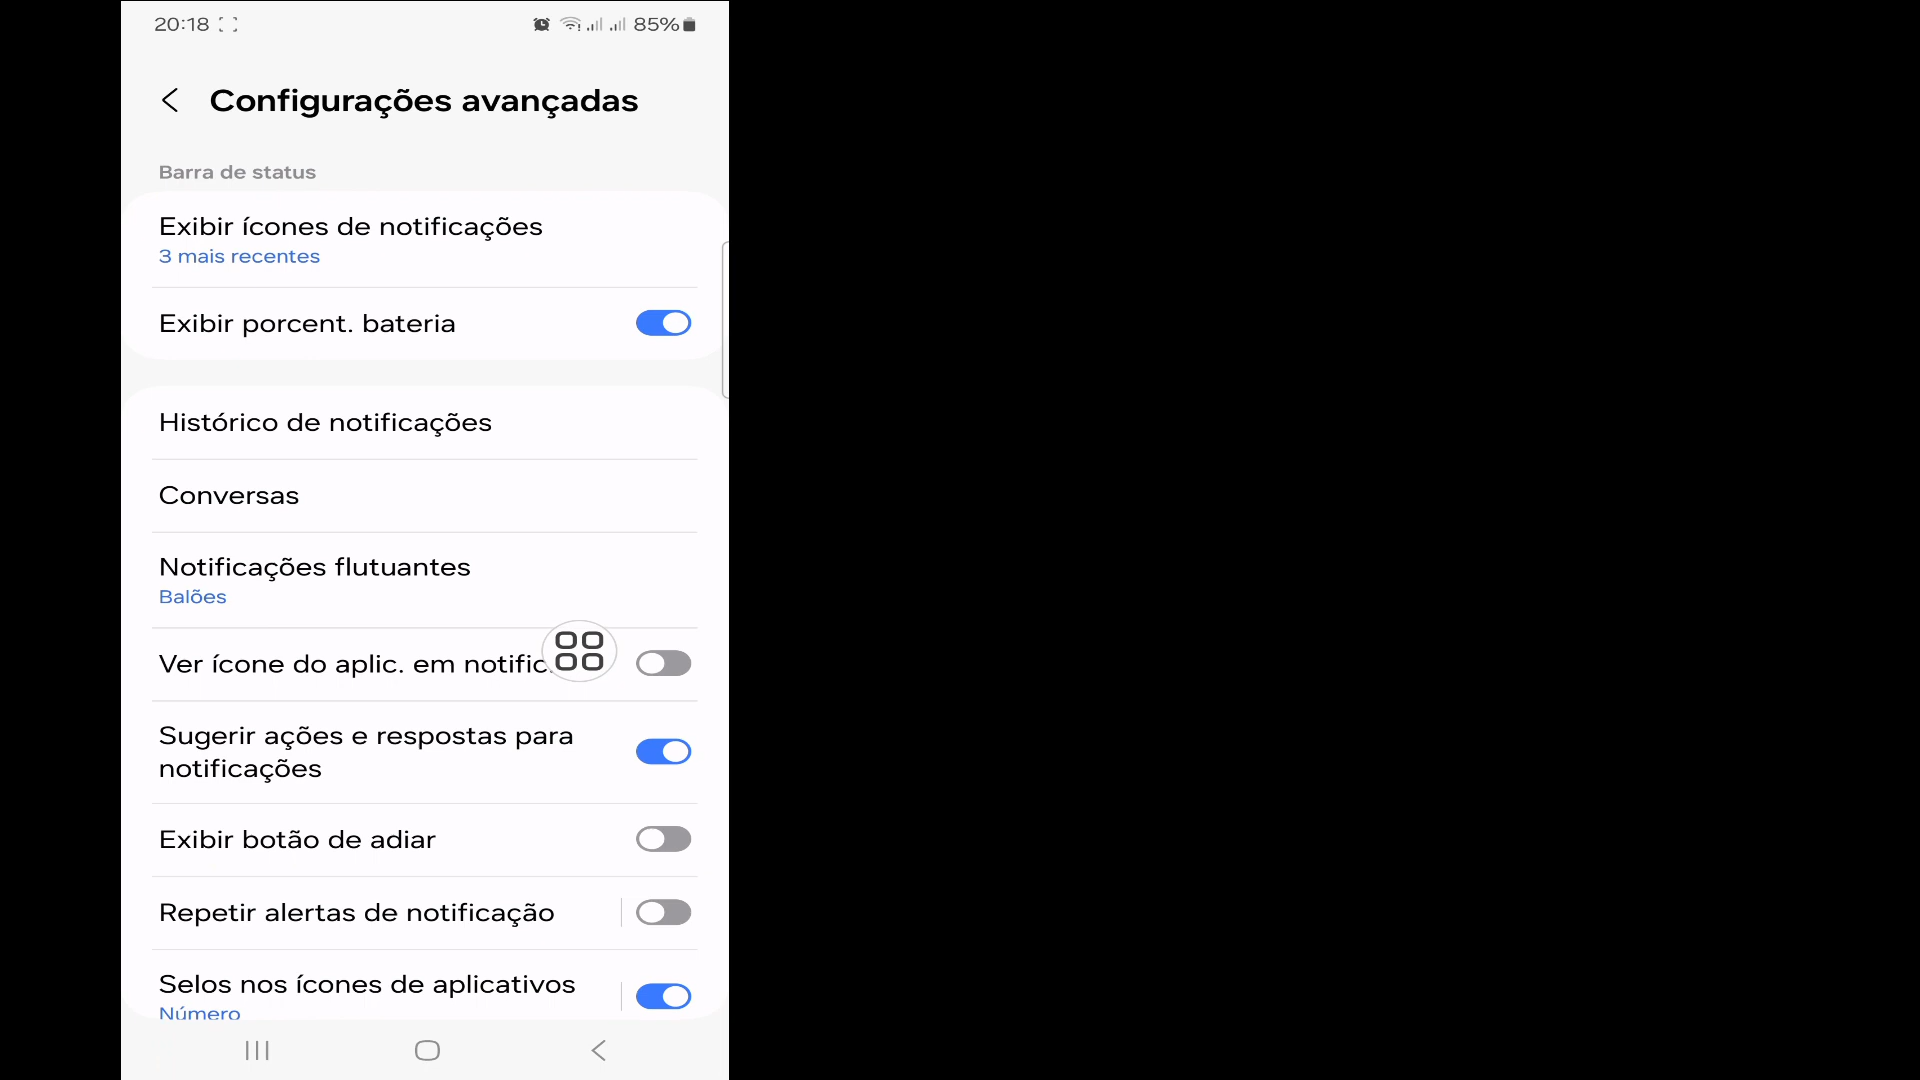 20:18
85%
Configurações avançadas
Barra de status
Exibir ícones de notificações
3 mais recentes
Exibir porcent. bateria
Histórico de notificações
Conversas
Notificações flutuantes
Balões
Ver ícone do aplic. em notific.
Sugerir ações e respostas para
notificações
Exibir botão de adiar
Repetir alertas de notificação
Selos nos ícones de aplicativos
Número